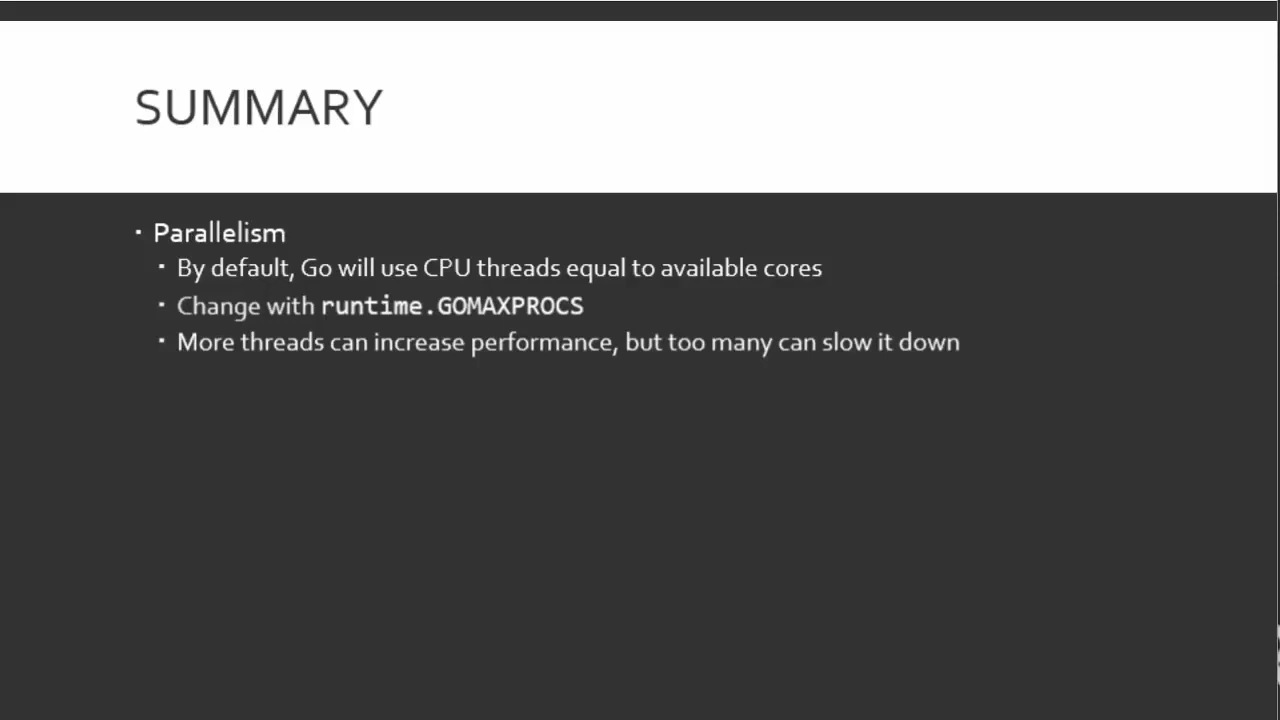 SUMMARY
▪ Parallelism
▪ By default, Go will use CPU threads equal to available cores
▪ Change with runtime.GOMAXPROCS
▪ More threads can increase performance, but too many can slow it down